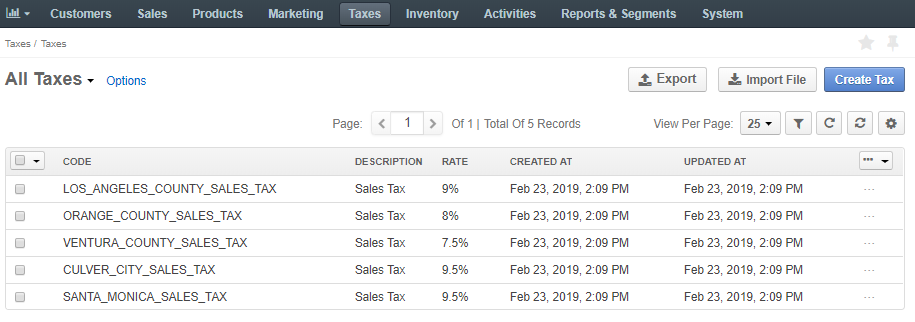 Customers Sales Products Marketing Taxes Inventory Activities Reports & Segments System
Taxes / Taxes
All Taxes Options Export Import File Create Tax
Page: 1 Of 1 | Total Of 5 Records View Per Page: 25
CODE DESCRIPTION RATE CREATED AT UPDATED AT
LOS_ANGELES_COUNTY_SALES_TAX Sales Tax 9% Feb 23, 2019, 2:09 PM Feb 23, 2019, 2:09 PM
ORANGE_COUNTY_SALES_TAX Sales Tax 8% Feb 23, 2019, 2:09 PM Feb 23, 2019, 2:09 PM
VENTURA_COUNTY_SALES_TAX Sales Tax 7.5% Feb 23, 2019, 2:09 PM Feb 23, 2019, 2:09 PM
CULVER_CITY_SALES_TAX Sales Tax 9.5% Feb 23, 2019, 2:09 PM Feb 23, 2019, 2:09 PM
SANTA_MONICA_SALES_TAX Sales Tax 9.5% Feb 23, 2019, 2:09 PM Feb 23, 2019, 2:09 PM